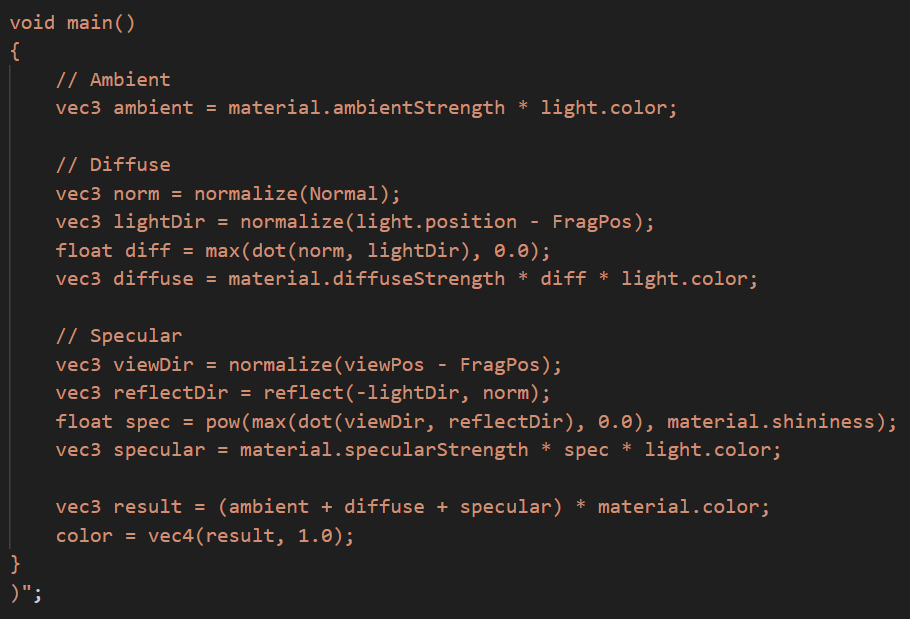 void main()
{
    // Ambient
    vec3 ambient = material.ambientStrength * light.color;

    // Diffuse
    vec3 norm = normalize(Normal);
    vec3 lightDir = normalize(light.position - FragPos);
    float diff = max(dot(norm, lightDir), 0.0);
    vec3 diffuse = material.diffuseStrength * diff * light.color;

    // Specular
    vec3 viewDir = normalize(viewPos - FragPos);
    vec3 reflectDir = reflect(-lightDir, norm);
    float spec = pow(max(dot(viewDir, reflectDir), 0.0), material.shininess);
    vec3 specular = material.specularStrength * spec * light.color;

    vec3 result = (ambient + diffuse + specular) * material.color;
    color = vec4(result, 1.0);
}
)";